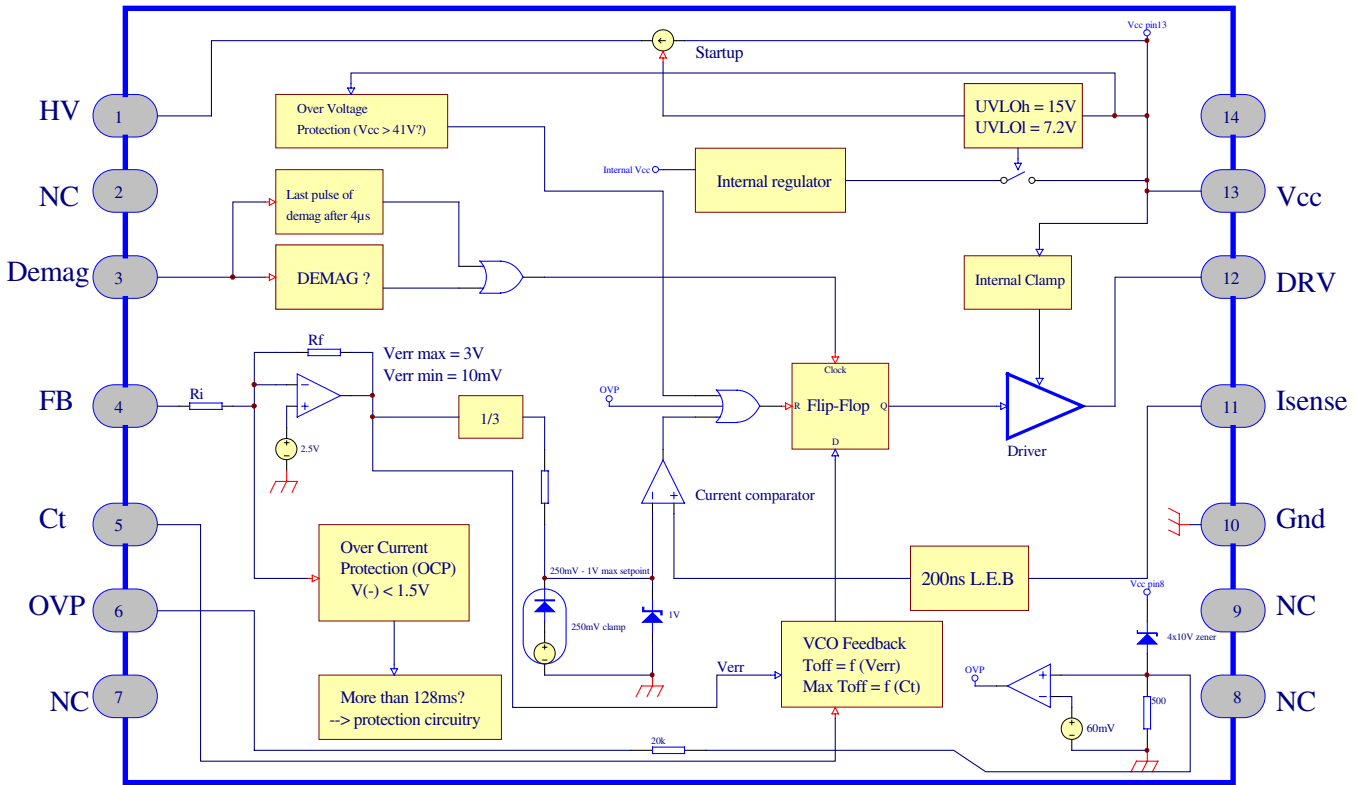 Vcc pin13
Startup
HV
1
Over Voltage
Protection (Vcc > 41V?)
UVLOh = 15V
UVLOl = 7.2V
14
NC
2
Last pulse of
demag after 4µs
Internal Vcc
Internal regulator
13
Vcc
Demag
3
DEMAG ?
Internal Clamp
12
DRV
Rf
Verr max = 3V
Verr min = 10mV
FB
4
Ri
−
+
2.5V
1/3
OVP
Clock
R
Flip-Flop
Q
D
Driver
11
Isense
Current comparator
−
+
Ct
5
Over Current
Protection (OCP)
V(-) < 1.5V
250mV - 1V max setpoint
200ns L.E.B
10
Gnd
OVP
6
250mV clamp
1V
VCO Feedback
Toff = f (Verr)
Max Toff = f (Ct)
Verr
Vcc pin8
4x10V zener
9
NC
NC
7
More than 128ms?
--> protection circuitry
OVP
+
−
500
60mV
8
NC
20k